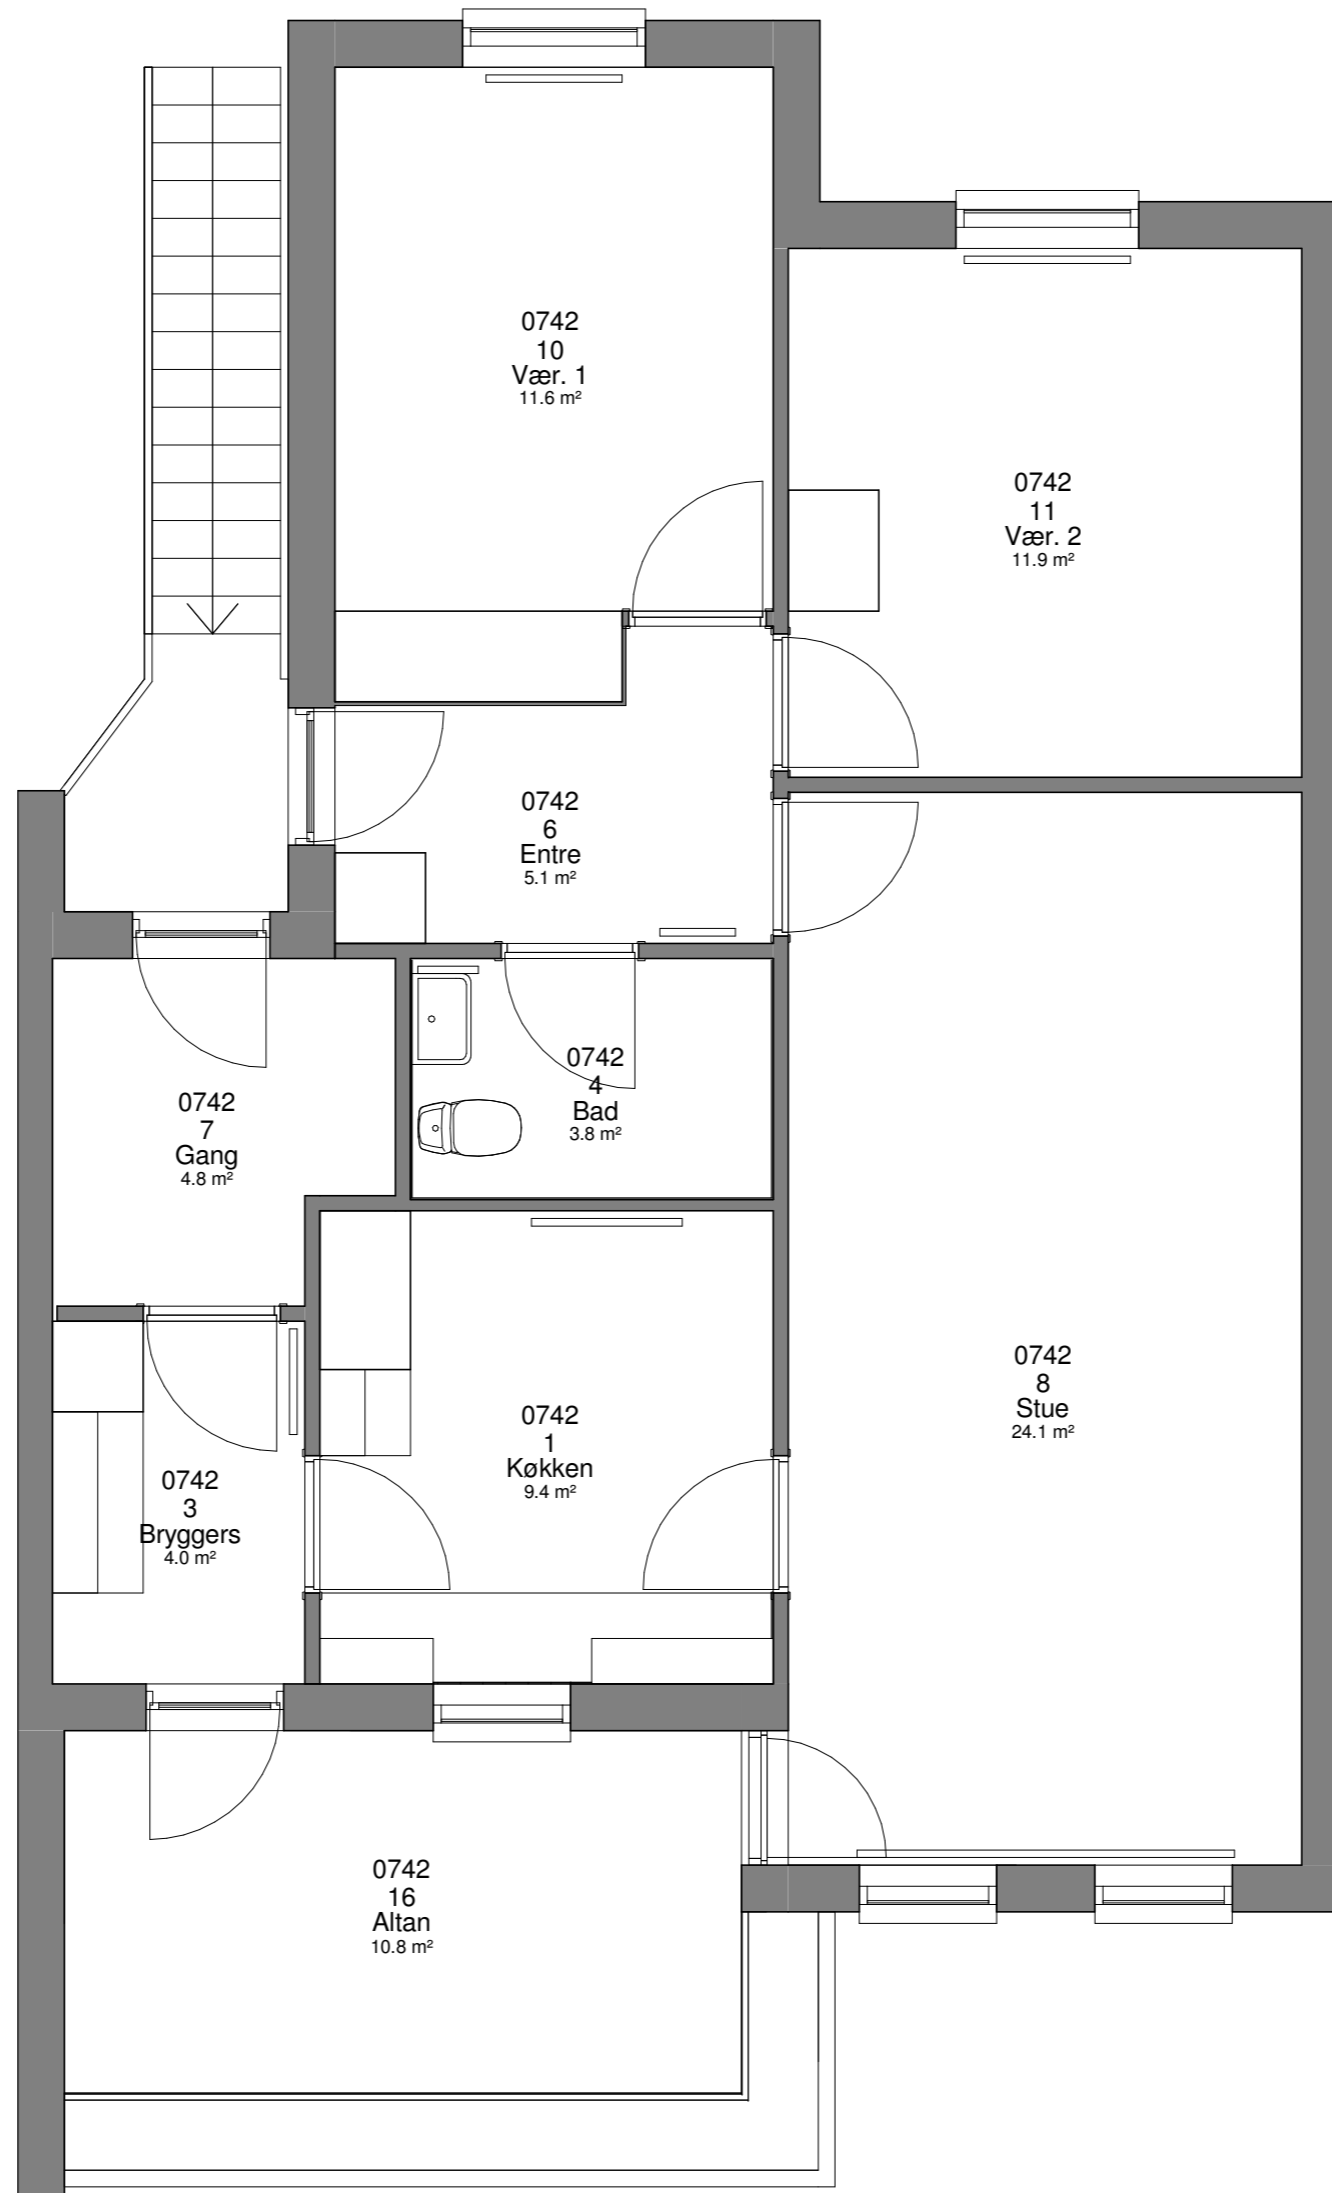 0742
10
Vær. 1
11.6 m²
0742
11
Vær. 2
11.9 m²
0742
6
Entre
5.1 m²
0742
4
Bad
3.8 m²
0742
7
Gang
4.8 m²
0742
8
Stue
24.1 m²
0742
1
Køkken
9.4 m²
0742
3
Bryggers
4.0 m²
0742
16
Altan
10.8 m²